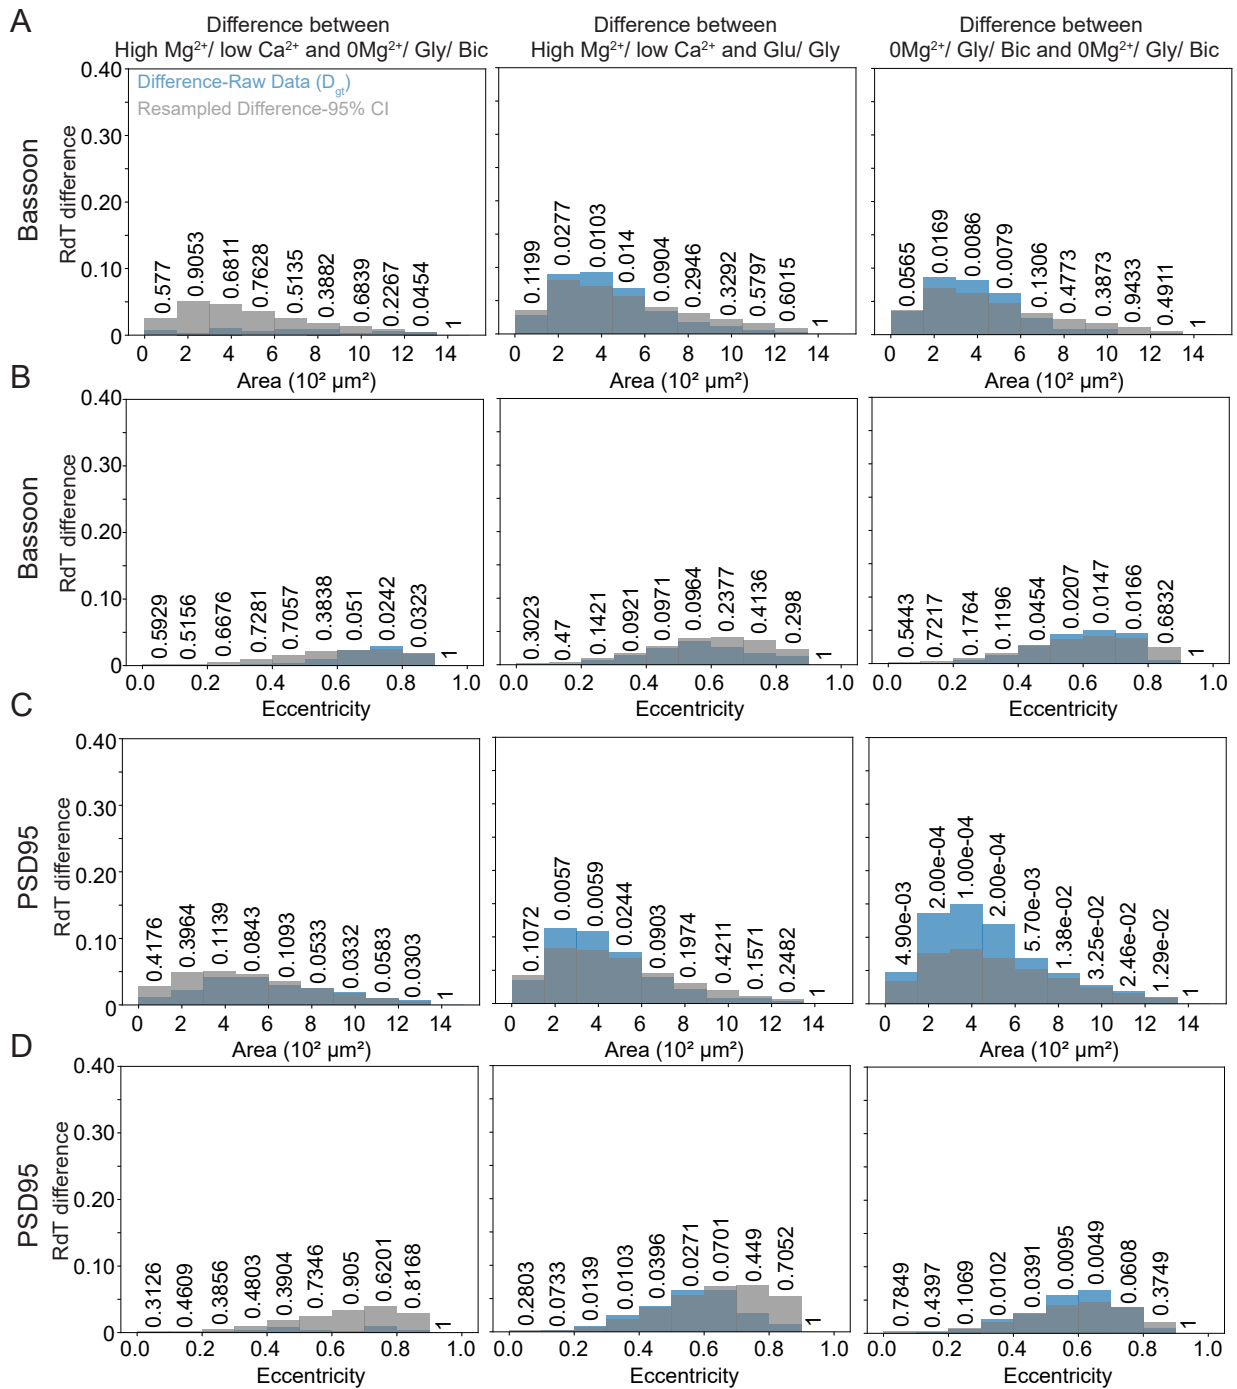 A
Difference between
High Mg²⁺/ low Ca²⁺ and 0Mg²⁺/ Gly/ Bic
Difference between
High Mg²⁺/ low Ca²⁺ and Glu/ Gly
Difference between
0Mg²⁺/ Gly/ Bic and 0Mg²⁺/ Gly/ Bic
Bassoon
RdT difference
0.40
0.30
0.20
0.10
0
Difference-Raw Data (D_gt)
Resampled Difference-95% CI
0.577 0.9053 0.6811 0.7628 0.5135 0.3882 0.6839 0.2267 0.0454 1
0.1199 0.0277 0.0103 0.014 0.0904 0.2946 0.3292 0.5797 0.6015 1
0.0565 0.0169 0.0086 0.0079 0.1306 0.4773 0.3873 0.9433 0.4911 1
0 2 4 6 8 10 12 14
0 2 4 6 8 10 12 14
0 2 4 6 8 10 12 14
Area (10² µm²)
Area (10² µm²)
Area (10² µm²)
B
Bassoon
RdT difference
0.40
0.30
0.20
0.10
0
0.5929 0.5156 0.6676 0.7281 0.7057 0.3838 0.051 0.0242 0.0323 1
0.3023 0.47 0.1421 0.0921 0.0971 0.0964 0.2377 0.4136 0.298 1
0.5443 0.7217 0.1764 0.1196 0.0454 0.0207 0.0147 0.0166 0.6832 1
0.0 0.2 0.4 0.6 0.8 1.0
0.0 0.2 0.4 0.6 0.8 1.0
0.0 0.2 0.4 0.6 0.8 1.0
Eccentricity
Eccentricity
Eccentricity
C
PSD95
RdT difference
0.40
0.30
0.20
0.10
0
0.4176 0.3964 0.1139 0.0843 0.1093 0.0533 0.0332 0.0583 0.0303 1
0.1072 0.0057 0.0059 0.0244 0.0903 0.1974 0.4211 0.1571 0.2482 1
4.90e-03 2.00e-04 1.00e-04 2.00e-04 5.70e-03 1.38e-02 3.25e-02 2.46e-02 1.29e-02 1
0 2 4 6 8 10 12 14
0 2 4 6 8 10 12 14
0 2 4 6 8 10 12 14
Area (10² µm²)
Area (10² µm²)
Area (10² µm²)
D
PSD95
RdT difference
0.40
0.30
0.20
0.10
0
0.3126 0.4609 0.3856 0.4803 0.3904 0.7346 0.905 0.6201 0.8168 1
0.2803 0.0733 0.0139 0.0103 0.0396 0.0271 0.0701 0.449 0.7052 1
0.7849 0.4397 0.1069 0.0102 0.0391 0.0095 0.0049 0.0608 0.3749 1
0.0 0.2 0.4 0.6 0.8 1.0
0.0 0.2 0.4 0.6 0.8 1.0
0.0 0.2 0.4 0.6 0.8 1.0
Eccentricity
Eccentricity
Eccentricity